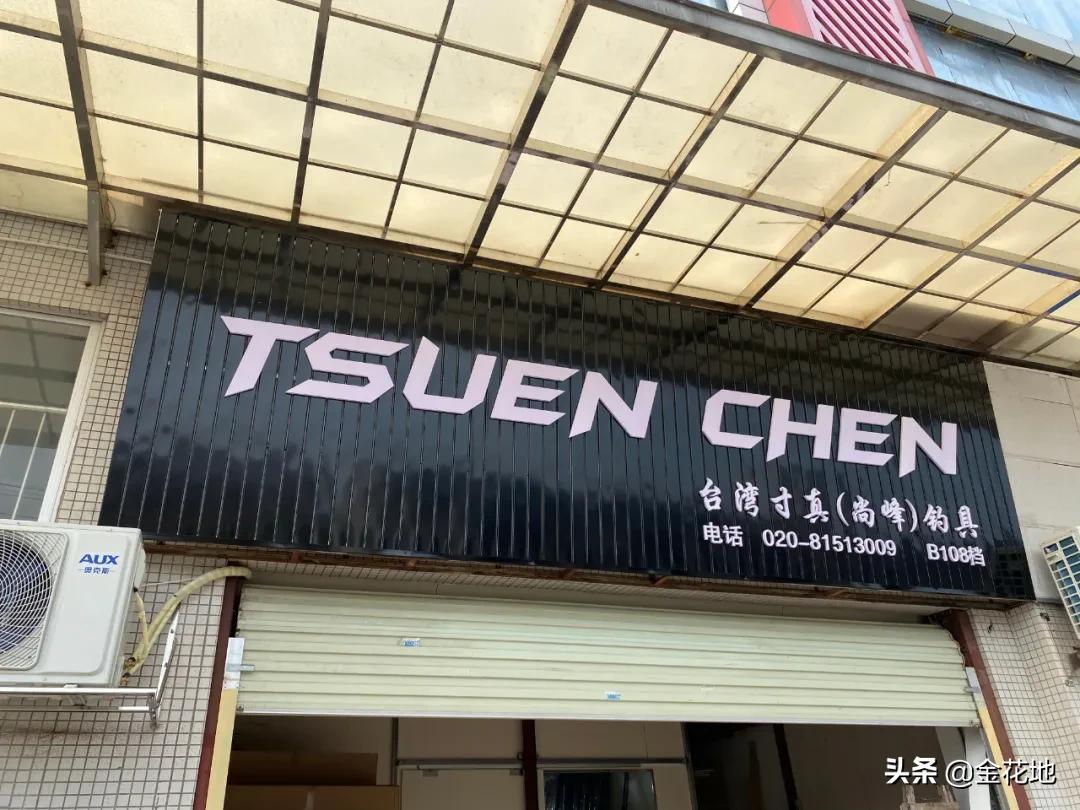 TSUEN CHEN
台湾寸真(尚峰)钓具
电话 020-81513009 B108档
AUX
奥克斯
头条 @金花地